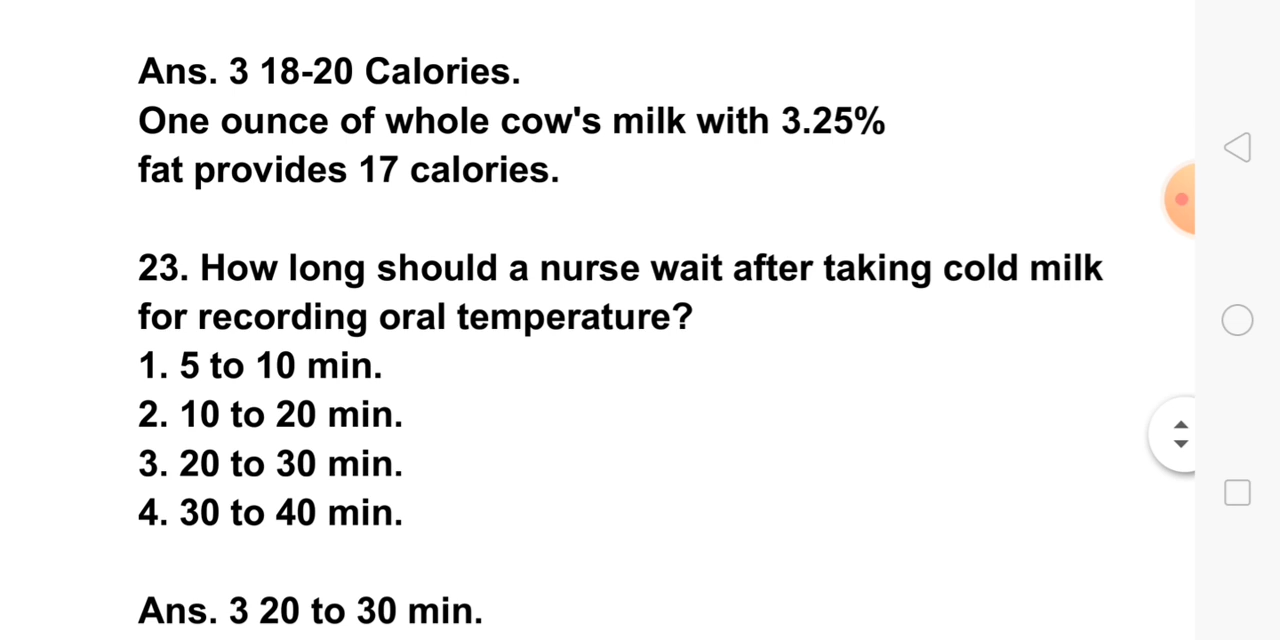 Ans. 3 18-20 Calories.
One ounce of whole cow's milk with 3.25%
fat provides 17 calories.
23. How long should a nurse wait after taking cold milk
for recording oral temperature?
1. 5 to 10 min.
2. 10 to 20 min.
3. 20 to 30 min.
4. 30 to 40 min.
Ans. 3 20 to 30 min.